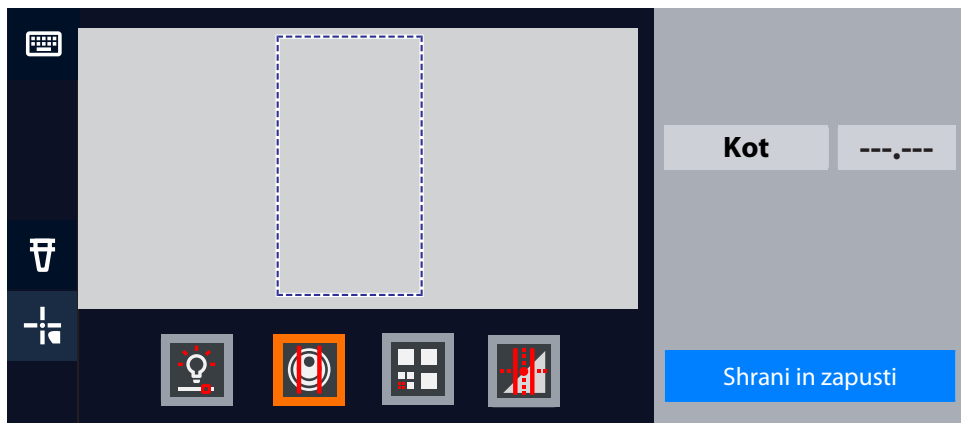 Kot ---.---
Shrani in zapusti